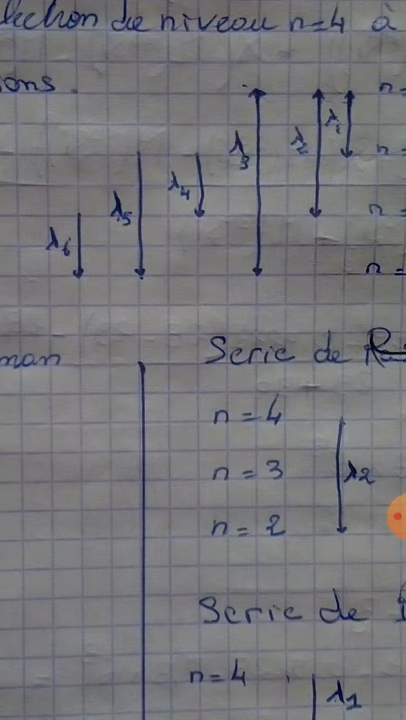 de niveau n=4 à
ons.
n=
λ3 λ2 λ1
n=
λ5 λ4
n=
λ6
n=
man
Serie de
n=4
n=3 λ2
n=2
Serie de
n=4 λ1